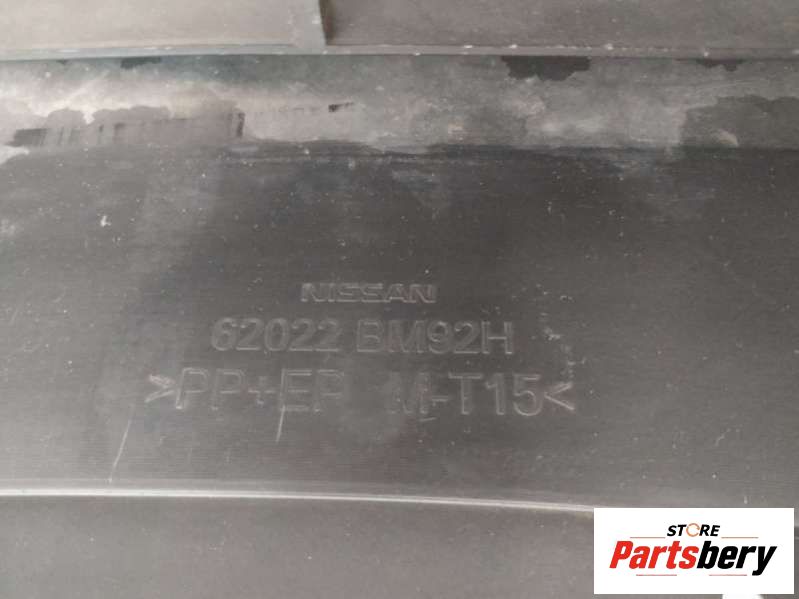 NISSAN
62022 BM92H
>PP+EP M-T15<
STORE
Partsbery